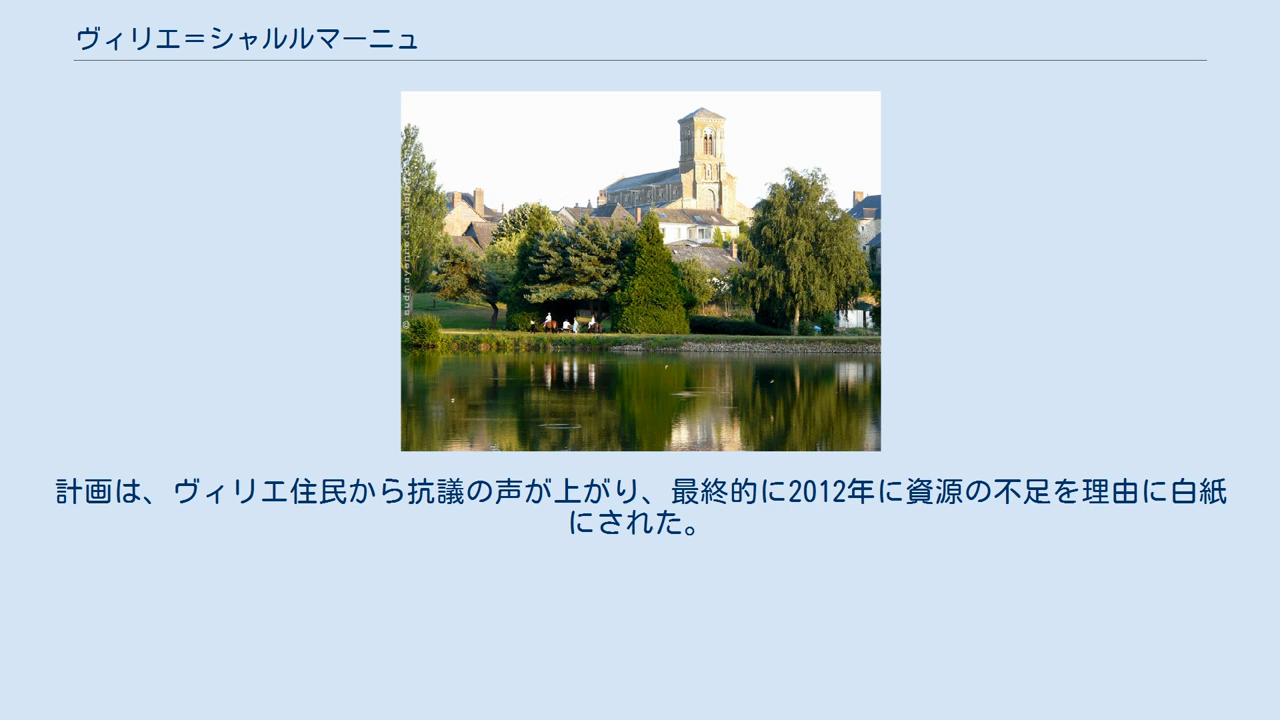 ヴィリエ＝シャルルマーニュ
© sudmayenne canalblog
計画は、ヴィリエ住民から抗議の声が上がり、最終的に2012年に資源の不足を理由に白紙
にされた。